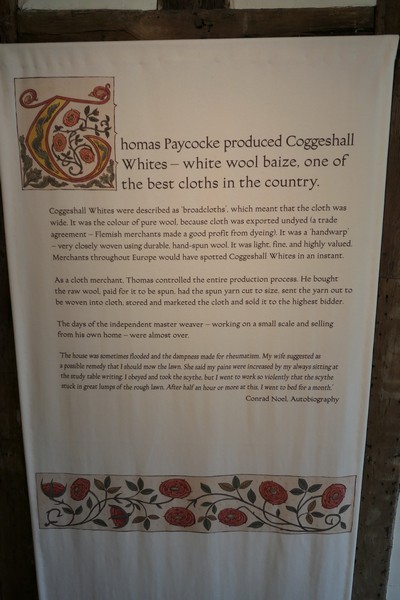 Thomas Paycocke produced Coggeshall
Whites – white wool baize, one of
the best cloths in the country.
Coggeshall Whites were described as 'broadcloths', which meant that the cloth was
wide. It was the colour of pure wool, because cloth was exported undyed (a trade
agreement – Flemish merchants made a good profit from dyeing). It was a 'handwarp'
– very closely woven using durable, hand-spun wool. It was light, fine, and highly valued.
Merchants throughout Europe would have spotted Coggeshall Whites in an instant.
As a cloth merchant, Thomas controlled the entire production process. He bought
the raw wool, paid for it to be spun, had the spun yarn cut to size, sent the yarn out to
be woven into cloth, stored and marketed the cloth and sold it to the highest bidder.
The days of the independent master weaver – working on a small scale and selling
from his own home – were almost over.
'The house was sometimes flooded and the dampness made for rheumatism. My wife suggested as
a possible remedy that I should mow the lawn. She said my pains were increased by my always sitting at
the study table writing. I obeyed and took the scythe, but I went to work so violently that the scythe
stuck in great lumps of the rough lawn. After half an hour or more at this, I went to bed for a month.'
Conrad Noel, Autobiography